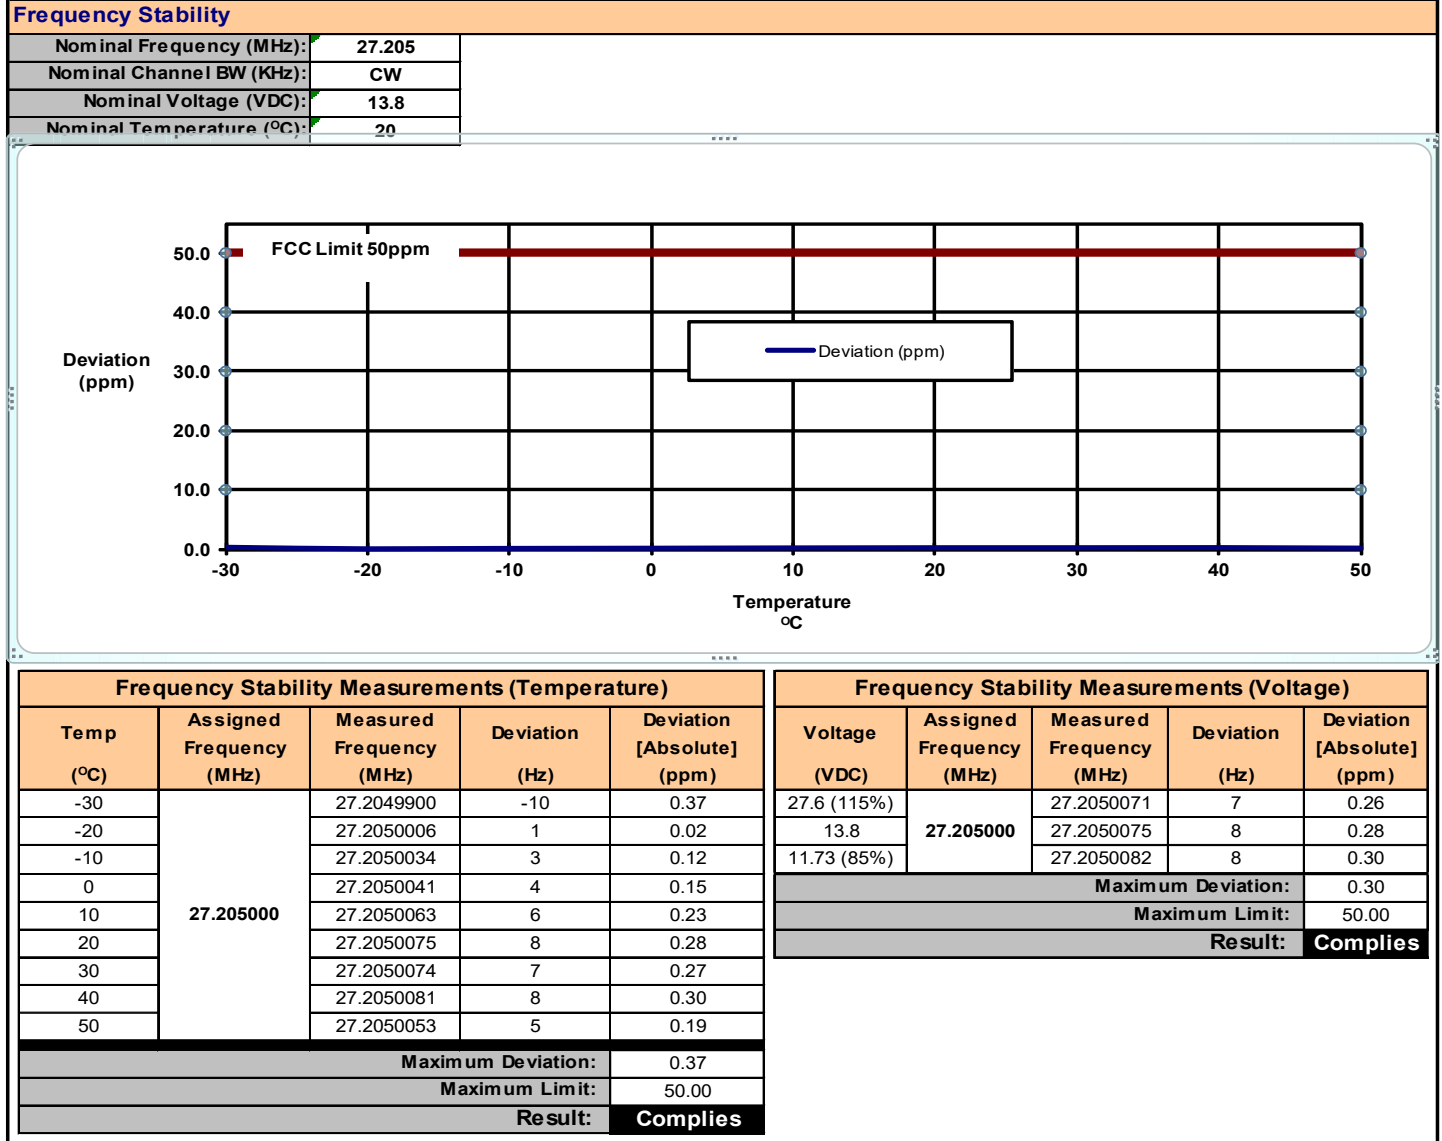 Frequency Stability
Nominal Frequency (MHz): 27.205
Nominal Channel BW (KHz): CW
Nominal Voltage (VDC): 13.8
Nominal Temperature (ºC): 20
50.0
FCC Limit 50ppm
40.0
Deviation (ppm)
Deviation
(ppm)
30.0
20.0
10.0
0.0
-30 -20 -10 0 10 20 30 40 50
Temperature
ºC
Frequency Stability Measurements (Temperature)
Temp Assigned Measured Deviation Deviation
Frequency Frequency [Absolute]
(ºC) (MHz) (MHz) (Hz) (ppm)
-30 27.2049900 -10 0.37
-20 27.2050006 1 0.02
-10 27.2050034 3 0.12
0 27.2050041 4 0.15
10 27.205000 27.2050063 6 0.23
20 27.2050075 8 0.28
30 27.2050074 7 0.27
40 27.2050081 8 0.30
50 27.2050053 5 0.19
Maximum Deviation: 0.37
Maximum Limit: 50.00
Result: Complies
Frequency Stability Measurements (Voltage)
Voltage Assigned Measured Deviation Deviation
Frequency Frequency [Absolute]
(VDC) (MHz) (MHz) (Hz) (ppm)
27.6 (115%) 27.2050071 7 0.26
13.8 27.205000 27.2050075 8 0.28
11.73 (85%) 27.2050082 8 0.30
Maximum Deviation: 0.30
Maximum Limit: 50.00
Result: Complies